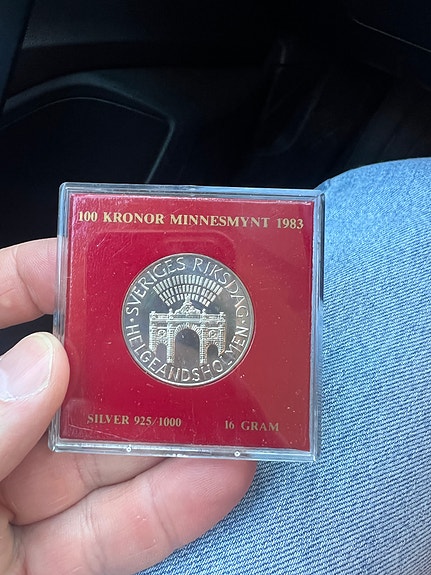 100 KRONOR MINNESMYNT 1983
SVERIGES RIKSDAG
HELGEANDSHOLMEN
SILVER 925/1000 16 GRAM